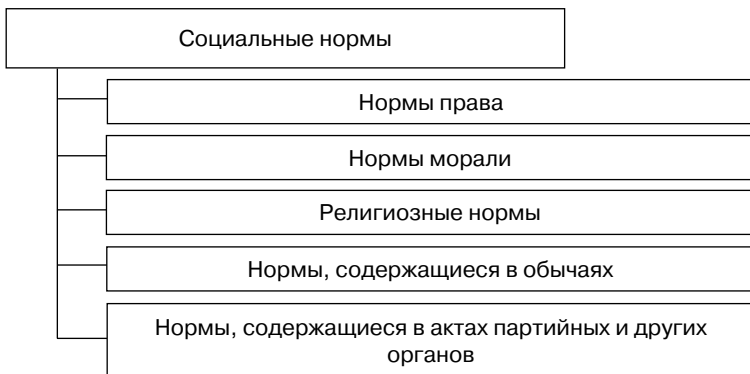 Социальные нормы
Нормы права
Нормы морали
Религиозные нормы
Нормы, содержащиеся в обычаях
Нормы, содержащиеся в актах партийных и других
органов